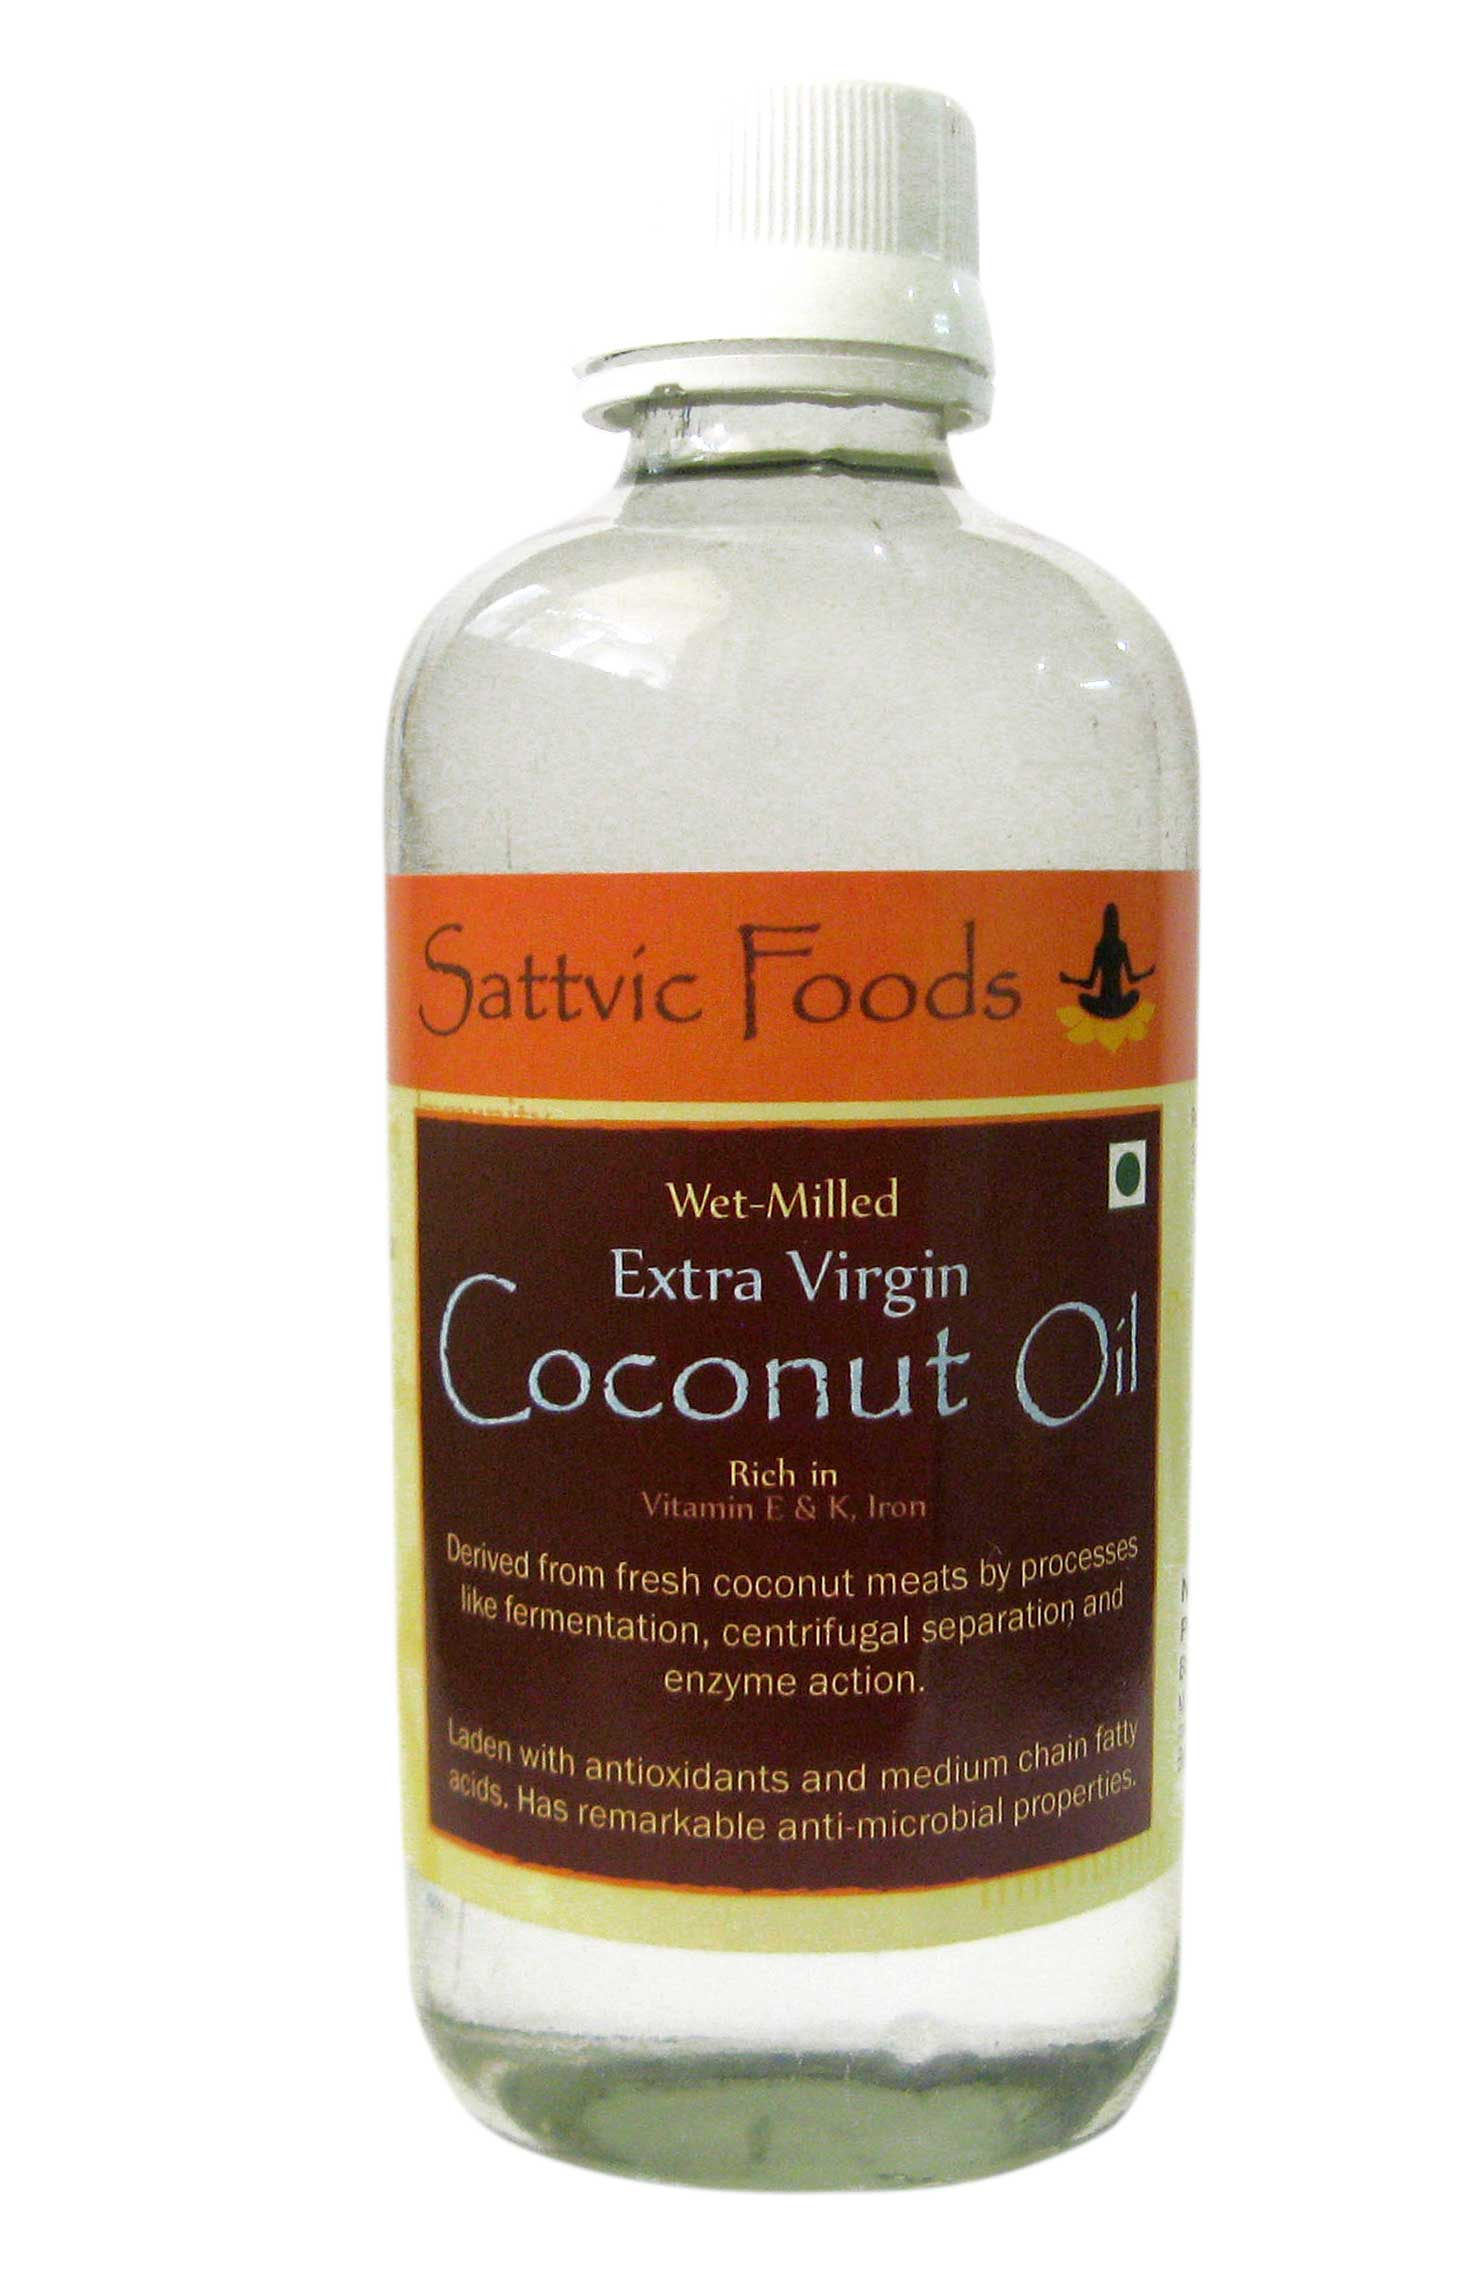 Sattvic Foods
Wet-Milled
Extra Virgin
Coconut Oil
Rich in
Vitamin E & K, Iron
Derived from fresh coconut meats by processes
like fermentation, centrifugal separation and
enzyme action.
Laden with antioxidants and medium chain fatty
acids. Has remarkable anti-microbial properties.